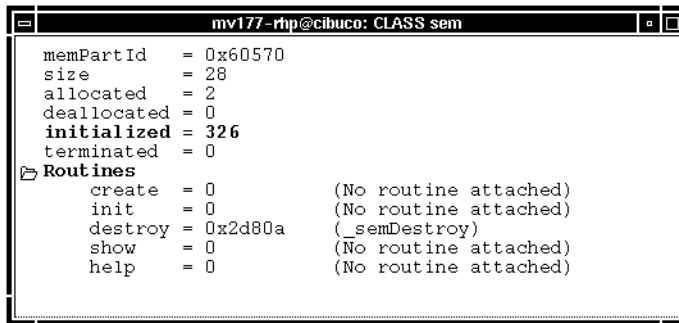 mv177-rhp@cibuco: CLASS sem
memPartId = 0x60570
size = 28
allocated = 2
deallocated = 0
initialized = 326
terminated = 0
Routines
create = 0 (No routine attached)
init = 0 (No routine attached)
destroy = 0x2d80a (_semDestroy)
show = 0 (No routine attached)
help = 0 (No routine attached)